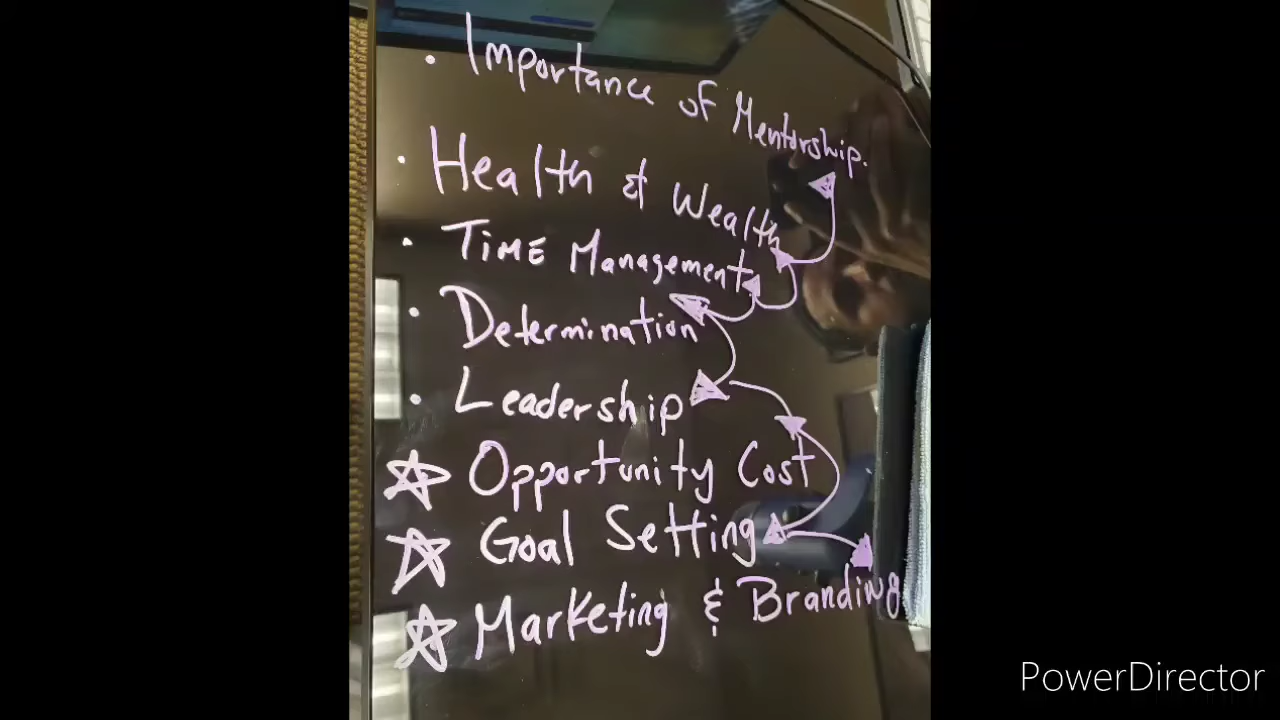 • Importance of Mentorship.
• Health & Wealth
• TiME Management
• Determination
• Leadership
☆ Opportunity Cost
☆ Goal Setting
☆ Marketing & Branding
PowerDirector